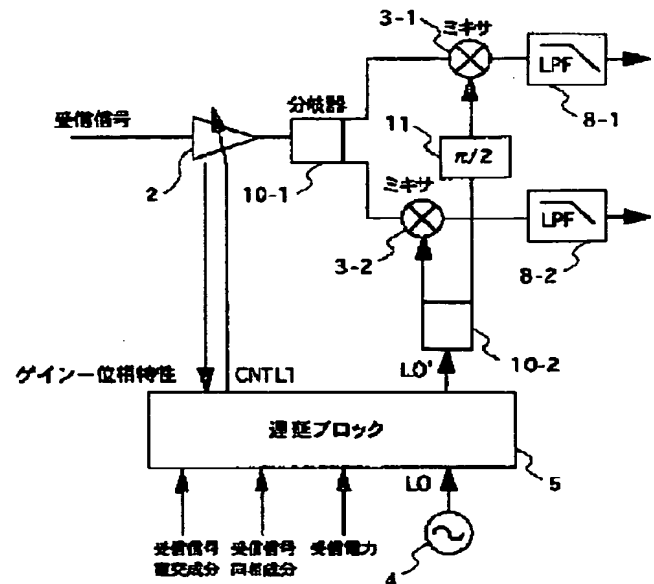 3-1
ミキサ
LPF
8-1
分岐器
受信信号
11
π/2
2
10-1
ミキサ
LPF
3-2
8-2
10-2
ゲイン－位相特性
CNTL1
LO'
遅延ブロック
5
LO
受信信号
直交成分
受信信号
同相成分
受信電力
4